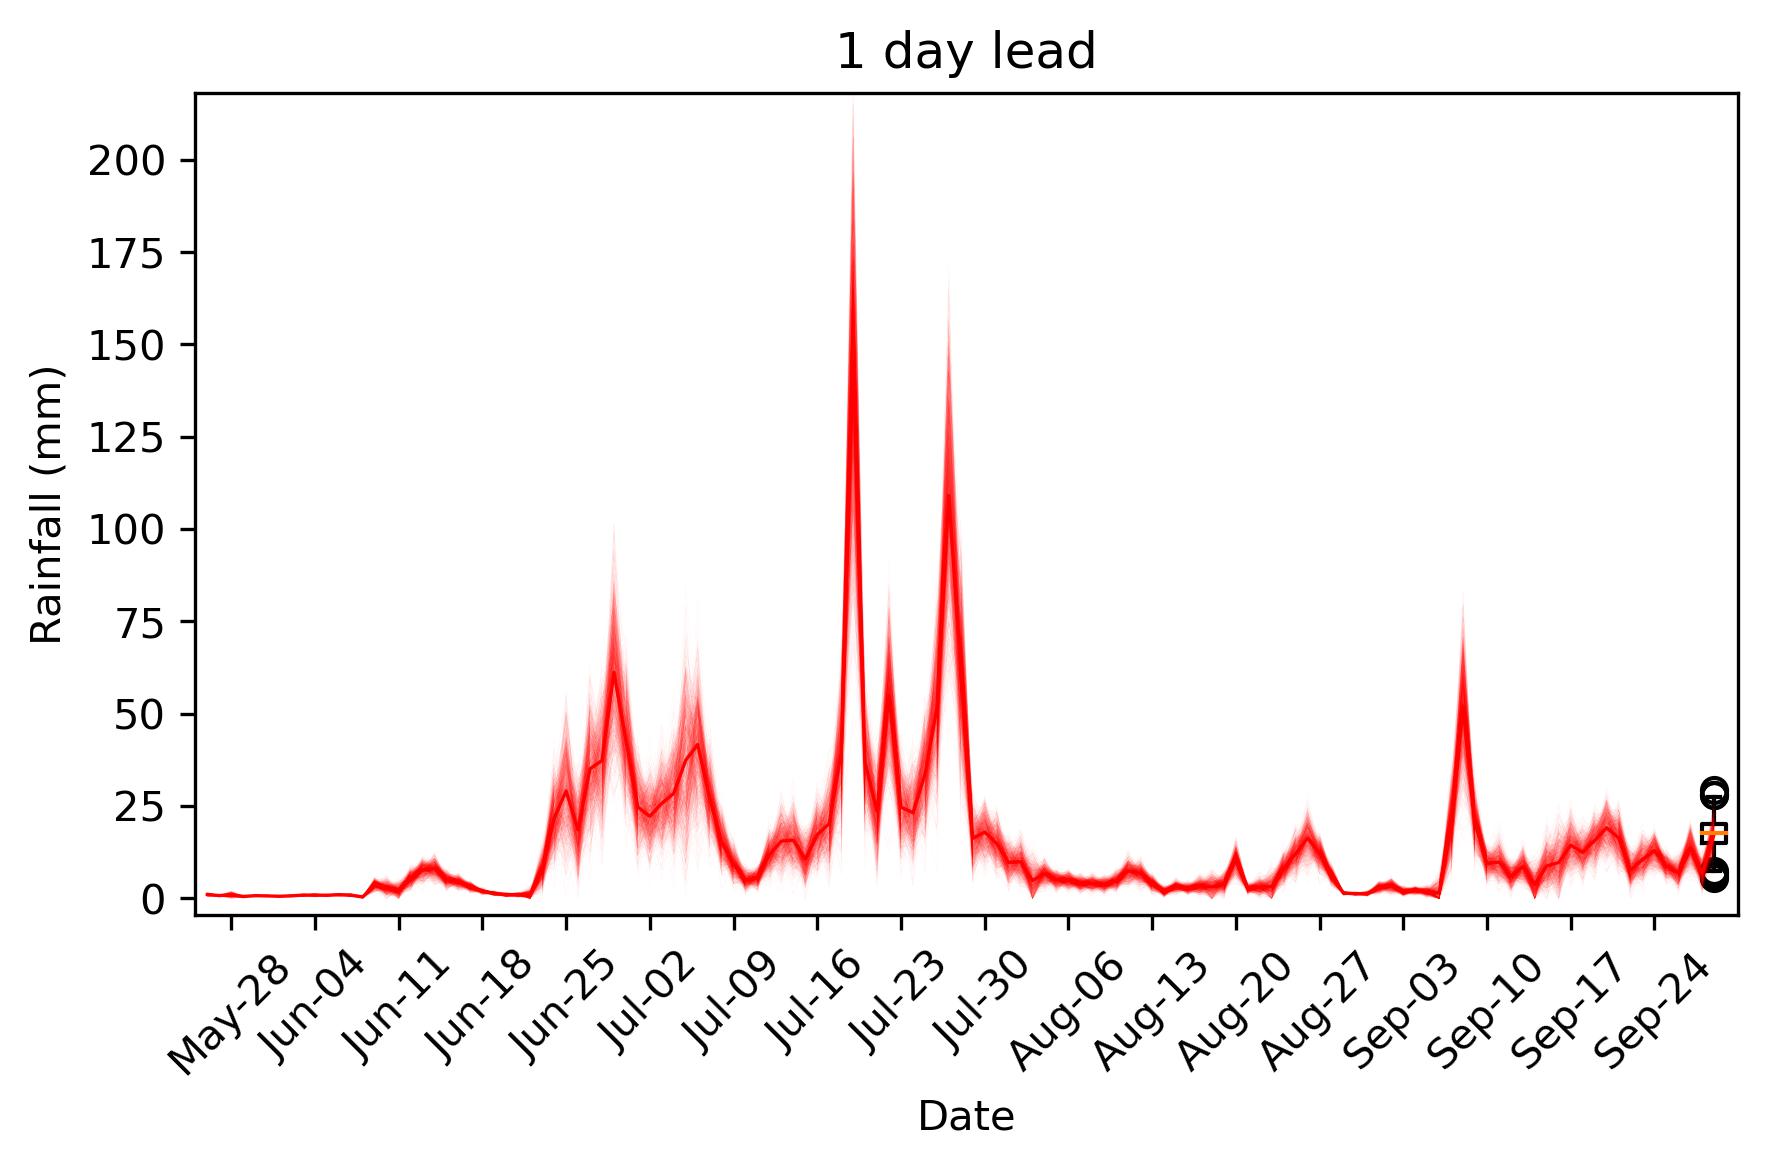 1 day lead
Rainfall (mm)
200
175
150
125
100
75
50
25
0
May-28
Jun-04
Jun-11
Jun-18
Jun-25
Jul-02
Jul-09
Jul-16
Jul-23
Jul-30
Aug-06
Aug-13
Aug-20
Aug-27
Sep-03
Sep-10
Sep-17
Sep-24
Date